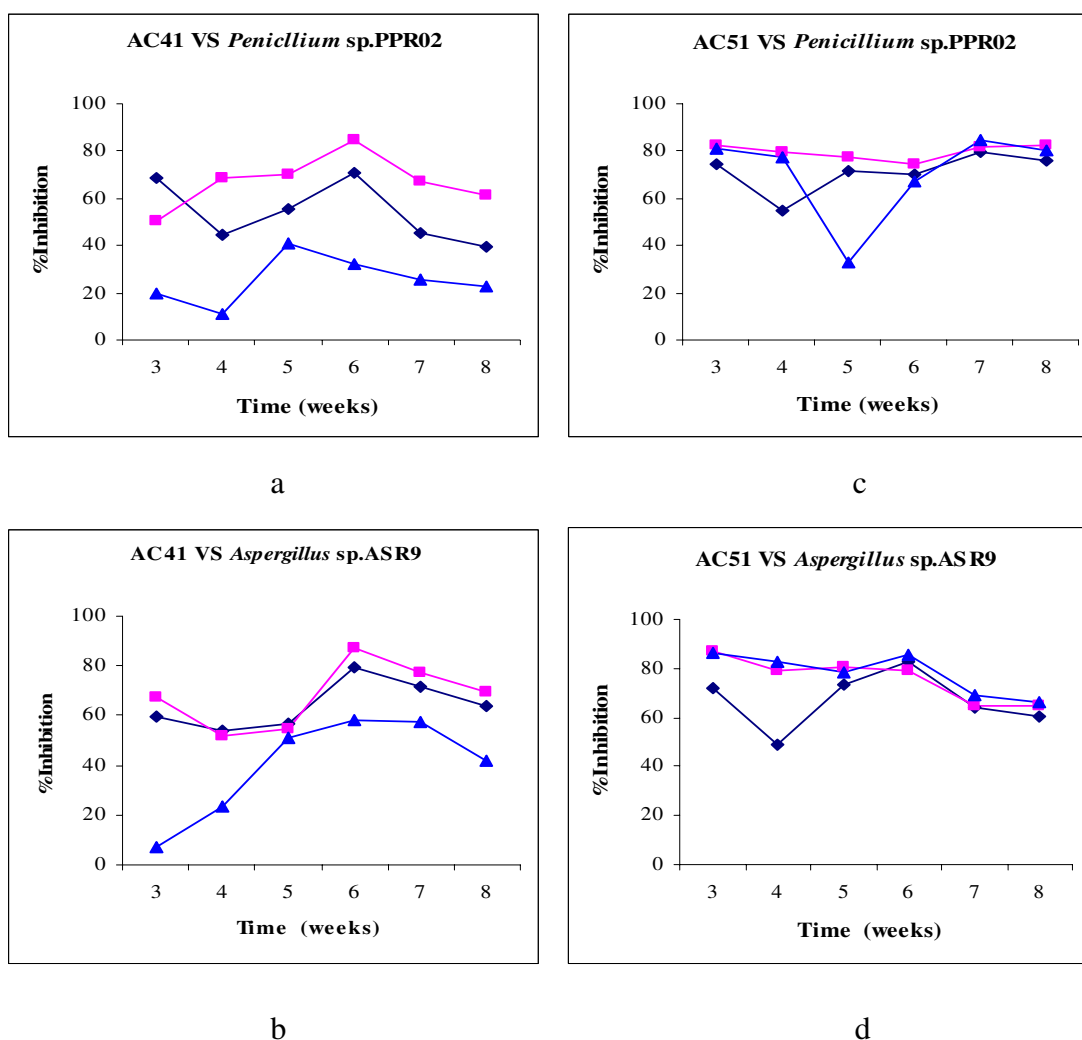 AC41 VS Penicllium sp.PPR02
100
80
60
40
20
0
%Inhibition
3 4 5 6 7 8
Time (weeks)
a
AC51 VS Penicillium sp.PPR02
100
80
60
40
20
0
%Inhibition
3 4 5 6 7 8
Time (weeks)
c
AC41 VS Aspergillus sp.ASR9
100
80
60
40
20
0
%Inhibition
3 4 5 6 7 8
Time (weeks)
b
AC51 VS Aspergillus sp.ASR9
100
80
60
40
20
0
%Inhibition
3 4 5 6 7 8
Time (weeks)
d